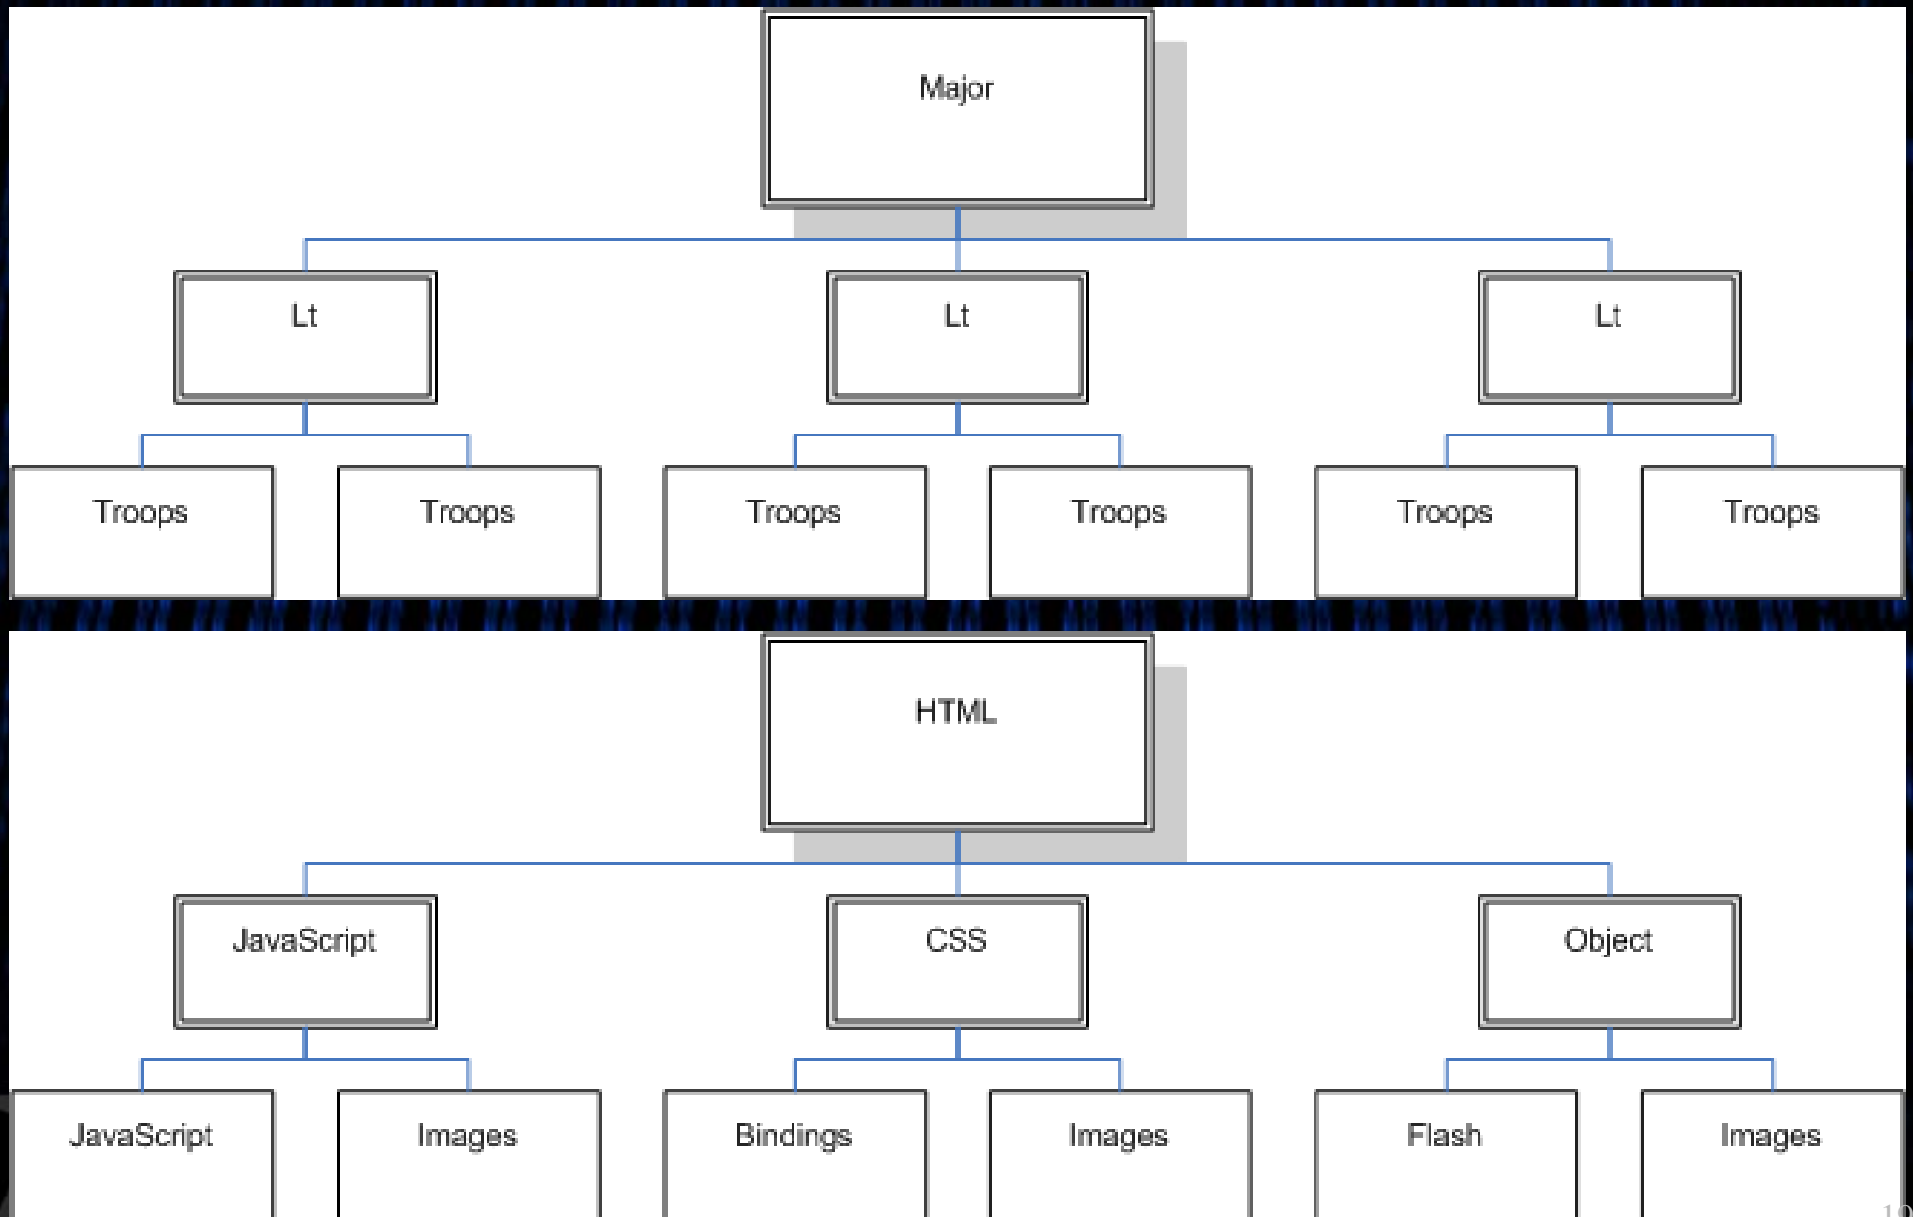 Major
Lt Lt Lt
Troops Troops Troops Troops Troops Troops
HTML
JavaScript CSS Object
JavaScript Images Bindings Images Flash Images